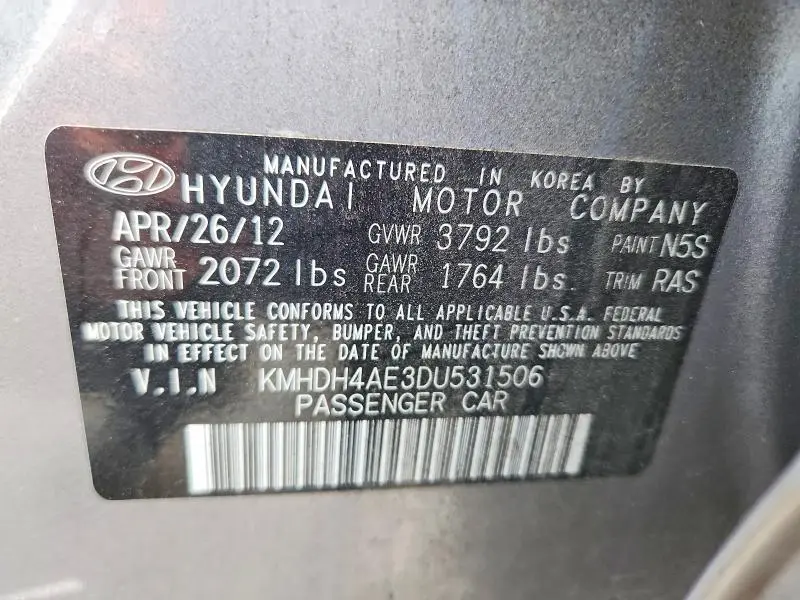 MANUFACTURED IN KOREA BY
HYUNDAI MOTOR COMPANY
APR/26/12 GVWR 3792 lbs PAINT N5S
GAWR FRONT 2072 lbs GAWR REAR 1764 lbs. TRIM RAS
THIS VEHICLE CONFORMS TO ALL APPLICABLE U.S.A. FEDERAL
MOTOR VEHICLE SAFETY, BUMPER, AND THEFT PREVENTION STANDARDS
IN EFFECT ON THE DATE OF MANUFACTURE SHOWN ABOVE
V.I.N KMHDH4AE3DU531506
PASSENGER CAR